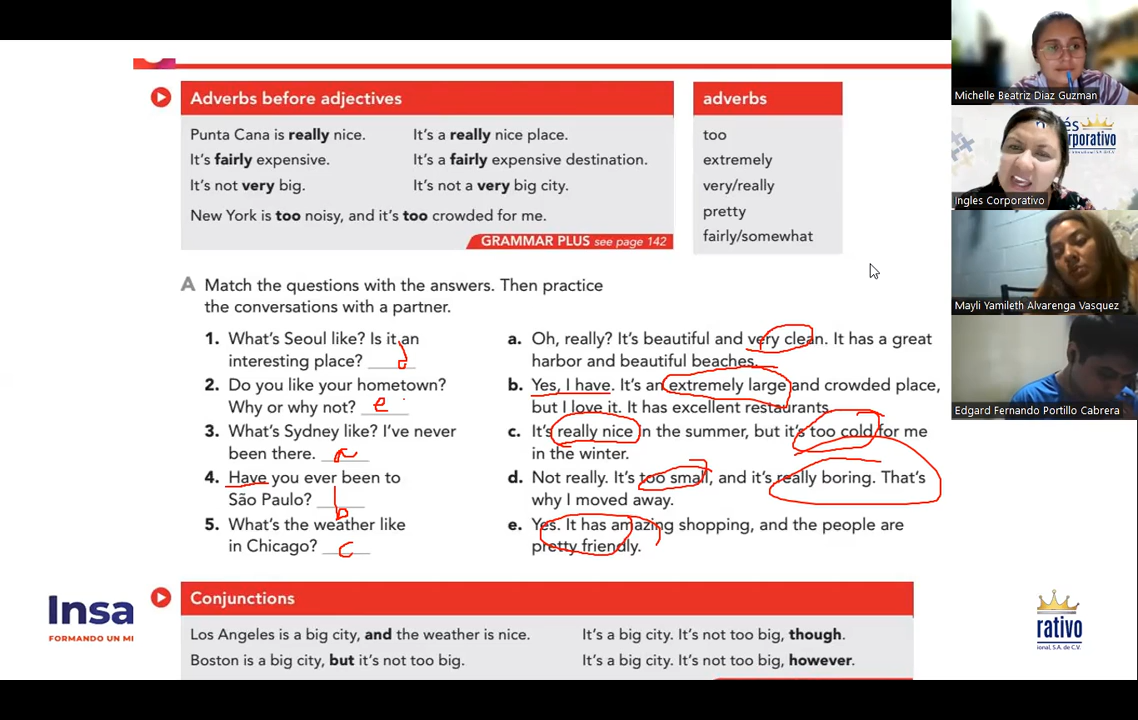 Adverbs before adjectives
Punta Cana is really nice.
It's a really nice place.
It's fairly expensive.
It's a fairly expensive destination.
It's not very big.
It's not a very big city.
New York is too noisy, and it's too crowded for me.
GRAMMAR PLUS see page 142
adverbs
too
extremely
very/really
pretty
fairly/somewhat
A Match the questions with the answers. Then practice
the conversations with a partner.
1. What's Seoul like? Is it an
interesting place?
2. Do you like your hometown?
Why or why not? e
3. What's Sydney like? I've never
been there. a
4. Have you ever been to
São Paulo? b
5. What's the weather like
in Chicago? c
a. Oh, really? It's beautiful and very clean. It has a great
harbor and beautiful beaches.
b. Yes, I have. It's an extremely large and crowded place,
but I love it. It has excellent restaurants.
c. It's really nice in the summer, but it's too cold for me
in the winter.
d. Not really. It's too small, and it's really boring. That's
why I moved away.
e. Yes. It has amazing shopping, and the people are
pretty friendly.
Conjunctions
Los Angeles is a big city, and the weather is nice.
It's a big city. It's not too big, though.
Boston is a big city, but it's not too big.
It's a big city. It's not too big, however.
Insa
FORMANDO UN MI
rativo
ional, S.A. de C.V.
Michelle Beatriz Diaz Guzman
és
rporativo
Ingles Corporativo
Mayli Yamileth Alvarenga Vasquez
Edgard Fernando Portillo Cabrera